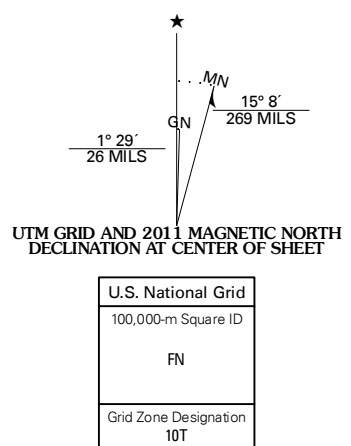 ★
MN
GN
15° 8´
269 MILS
1° 29´
26 MILS
UTM GRID AND 2011 MAGNETIC NORTH
DECLINATION AT CENTER OF SHEET
U.S. National Grid
100,000-m Square ID
FN
Grid Zone Designation
10T